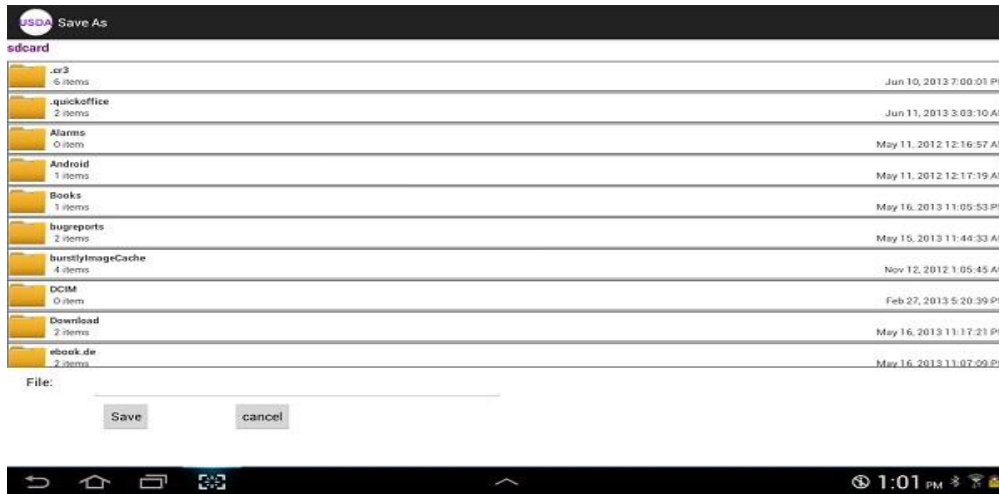 USDA Save As
sdcard
.cr3
6 items
Jun 10, 2013 7:00:01 P
.quickoffice
2 items
Jun 11, 2013 3:03:10 A
Alarms
0 item
May 11, 2012 12:16:57 A
Android
1 items
May 11, 2012 12:17:19 A
Books
1 items
May 16, 2013 11:05:53 P
bugreports
2 items
May 15, 2013 11:44:33 A
burstlyImageCache
4 items
Nov 12, 2012 1:05:45 A
DCIM
0 item
Feb 27, 2013 5:20:39 P
Download
2 items
May 16, 2013 11:17:21 P
ebook.de
2 items
May 16, 2013 11:07:09 P
File:
Save cancel
1:01 PM